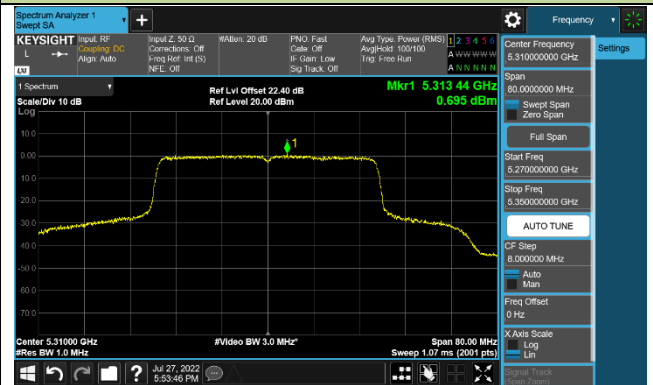 Spectrum Analyzer 1
Swept SA
+
Frequency
KEYSIGHT
Input: RF
Coupling: DC
Align: Auto
Input Z: 50 Ω
Corrections: Off
Freq Ref: Int (S)
NFE: Off
#Atten: 20 dB
PNO: Fast
Gate: Off
IF Gain: Low
Sig Track: Off
Avg Type: Power (RMS)
Avg|Hold: 100/100
Trig: Free Run
1 2 3 4 5 6
A W W W W W
A N N N N N
L
LXI
Center Frequency
5.310000000 GHz
Settings
Span
80.0000000 MHz
Swept Span
Zero Span
Full Span
Start Freq
5.270000000 GHz
Stop Freq
5.350000000 GHz
AUTO TUNE
CF Step
8.000000 MHz
Auto
Man
Freq Offset
0 Hz
X Axis Scale
Log
Lin
Signal Track
(Span Zoom)
1 Spectrum
Scale/Div 10 dB
Log
Ref Lvl Offset 22.40 dB
Ref Level 20.00 dBm
Mkr1 5.313 44 GHz
0.695 dBm
1
10.0
0.00
-10.0
-20.0
-30.0
-40.0
-50.0
-60.0
-70.0
Center 5.31000 GHz
#Res BW 1.0 MHz
#Video BW 3.0 MHz*
Span 80.00 MHz
Sweep 1.07 ms (2001 pts)
?
Jul 27, 2022
5:53:46 PM